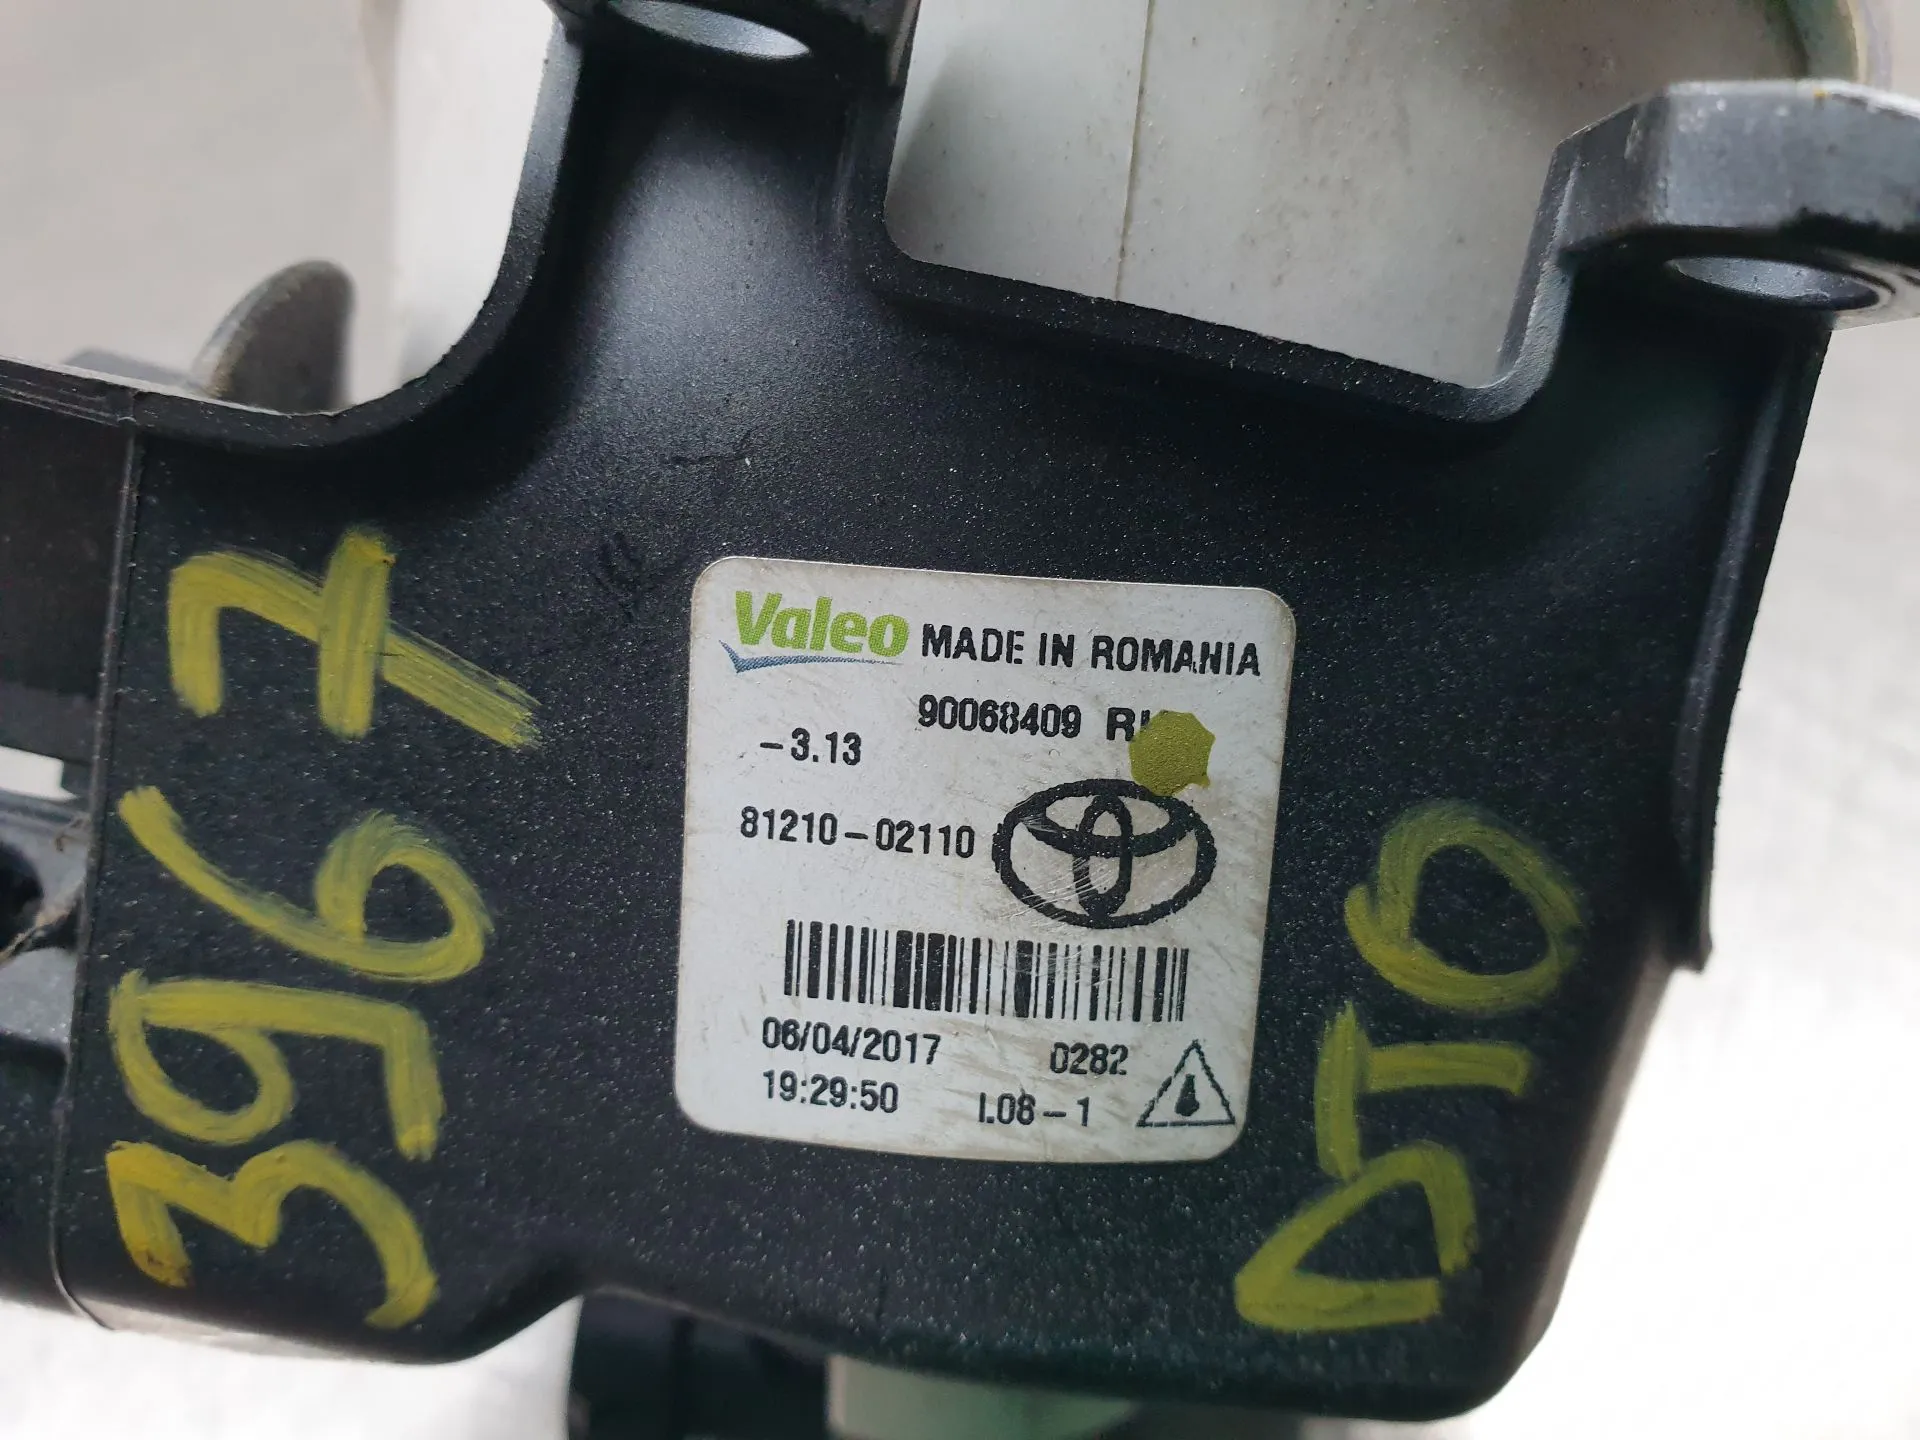 Valeo MADE IN ROMANIA
90068409
-3.13
81210-02110
06/04/2017 0282
19:29:50 I.08-1
3967
DTO